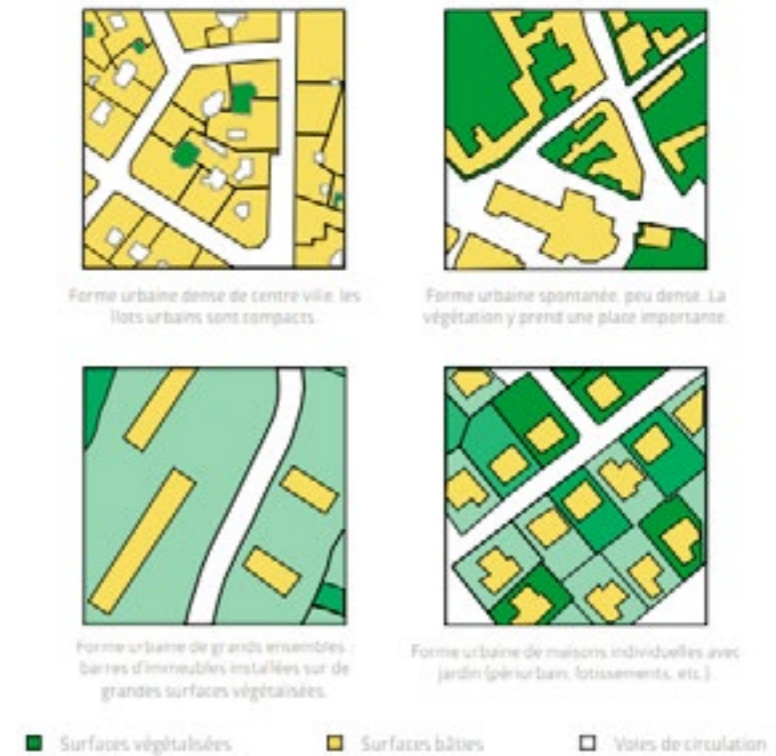 Forme urbaine dense de centre ville, les
îlots urbains sont compacts.
Forme urbaine spontanée, peu dense. La
végétation y prend une place importante.
Forme urbaine de grands ensembles :
barres d'immeubles installées sur de
grandes surfaces végétalisées.
Forme urbaine de maisons individuelles avec
jardin (périurbain, lotissements, etc.)
Surfaces végétalisées
Surfaces bâties
Voies de circulation